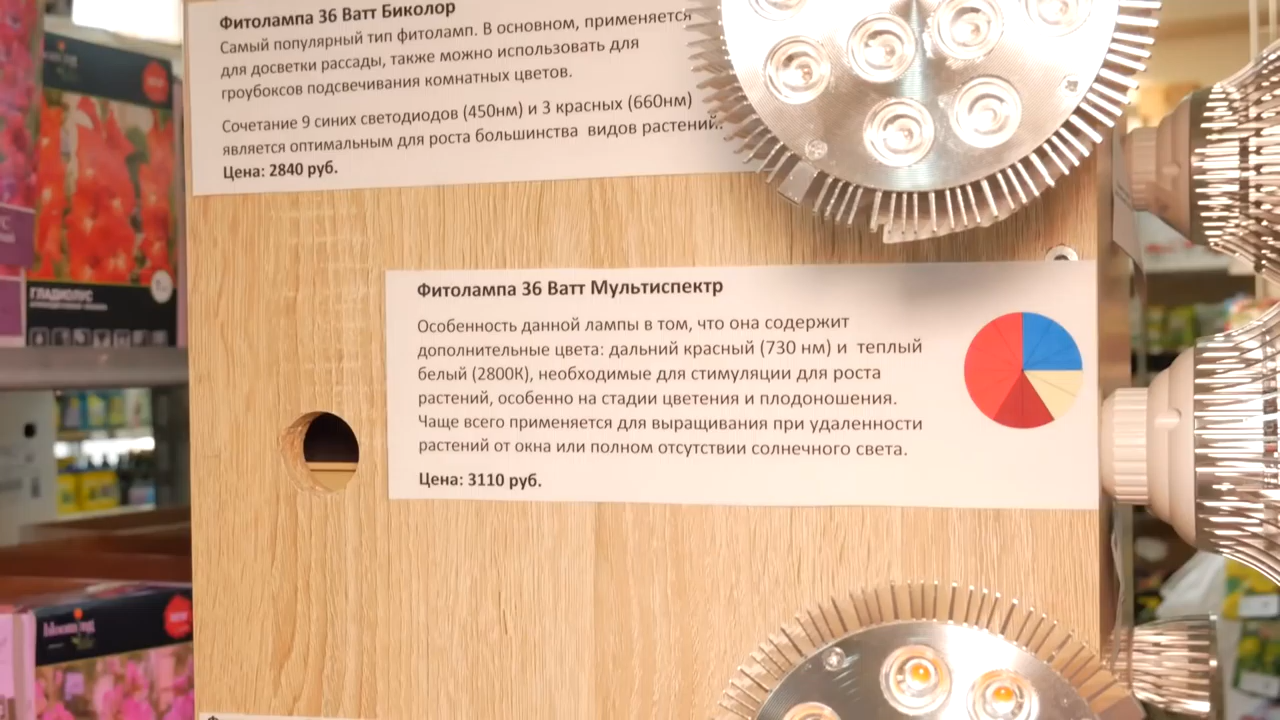 Фитолампа 36 Ватт Биколор
Самый популярный тип фитоламп. В основном, применяется
для досветки рассады, также можно использовать для
гроубоксов подсвечивания комнатных цветов.
Сочетание 9 синих светодиодов (450нм) и 3 красных (660нм)
является оптимальным для роста большинства видов растений.
Цена: 2840 руб.
Фитолампа 36 Ватт Мультиспектр
Особенность данной лампы в том, что она содержит
дополнительные цвета: дальний красный (730 нм) и теплый
белый (2800К), необходимые для стимуляции для роста
растений, особенно на стадии цветения и плодоношения.
Чаще всего применяется для выращивания при удаленности
растений от окна или полном отсутствии солнечного света.
Цена: 3110 руб.
ГЛАДИОЛУС